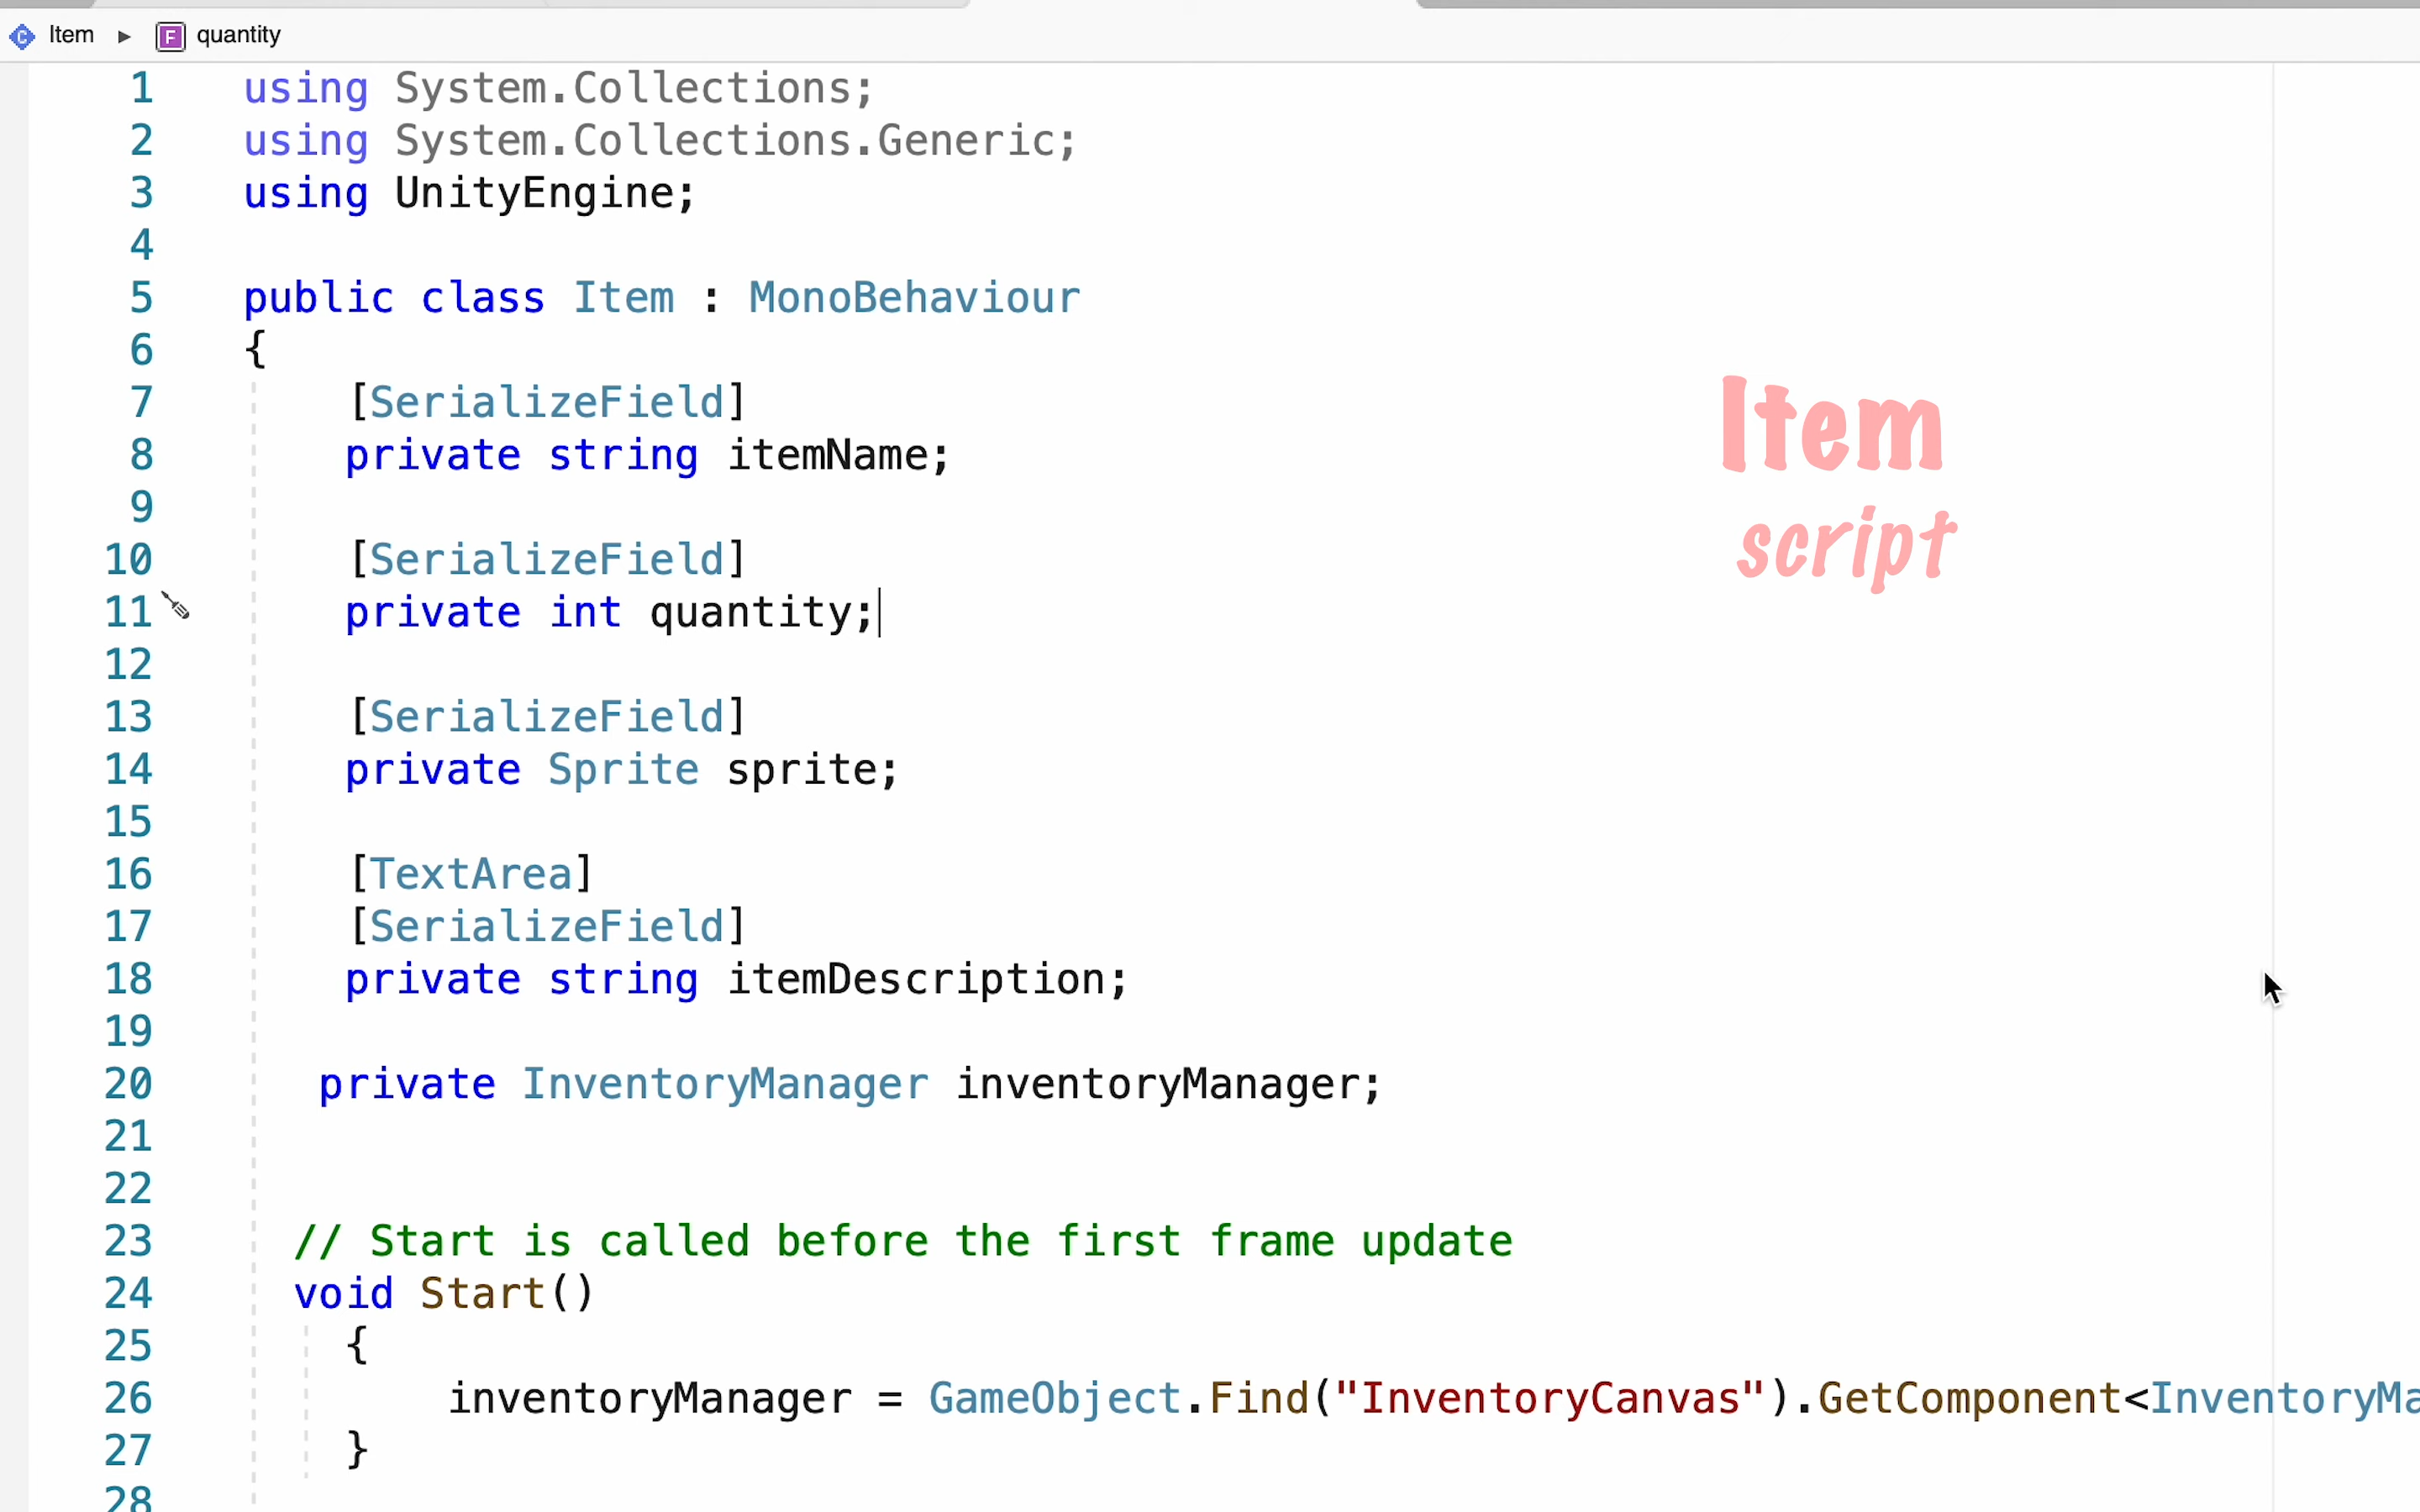 Item ▶ F quantity
1 using System.Collections;
2 using System.Collections.Generic;
3 using UnityEngine;
4
5 public class Item : MonoBehaviour
6 {
7 [SerializeField]
8 private string itemName;
9
10 [SerializeField]
11 private int quantity;
12
13 [SerializeField]
14 private Sprite sprite;
15
16 [TextArea]
17 [SerializeField]
18 private string itemDescription;
19
20 private InventoryManager inventoryManager;
21
22
23 // Start is called before the first frame update
24 void Start()
25 {
26 inventoryManager = GameObject.Find("InventoryCanvas").GetComponent<InventoryMa
27 }
28
Item
script